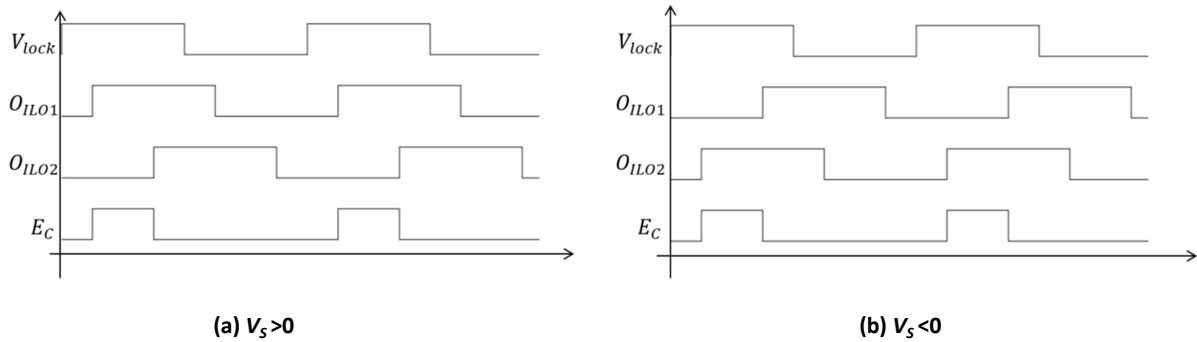 V_lock
O_ILO1
O_ILO2
E_C
(a) V_S >0
V_lock
O_ILO1
O_ILO2
E_C
(b) V_S <0